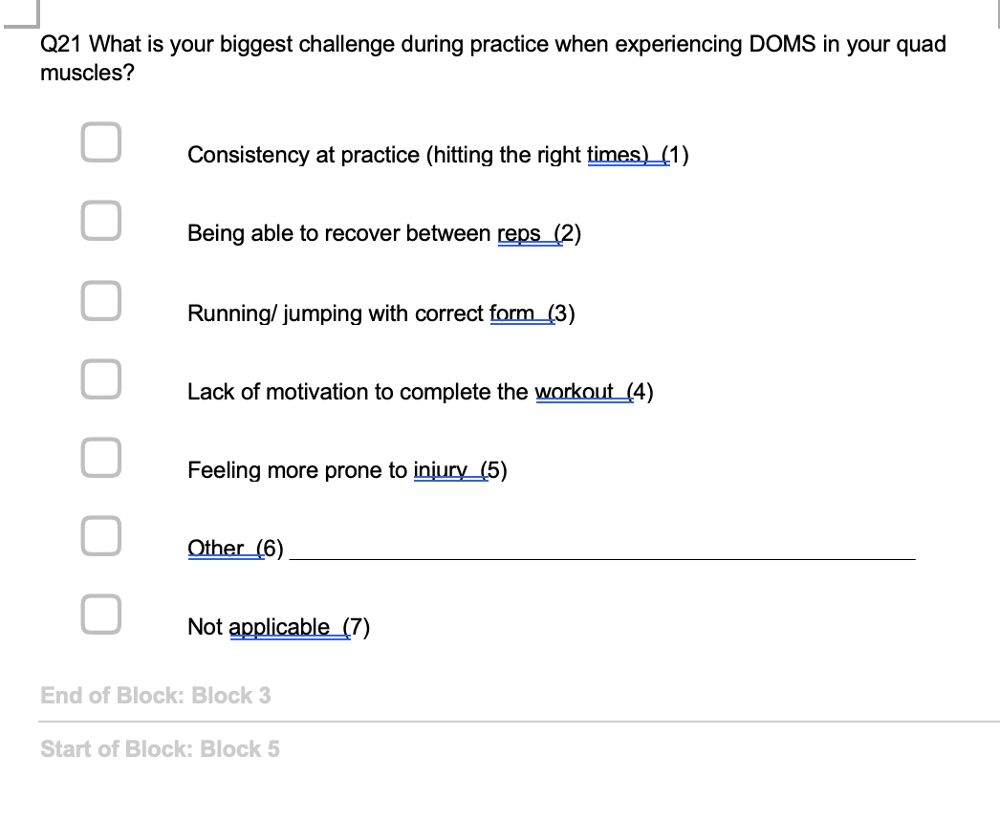 Q21 What is your biggest challenge during practice when experiencing DOMS in your quad
muscles?
Consistency at practice (hitting the right times)  (1)
Being able to recover between reps  (2)
Running/ jumping with correct form  (3)
Lack of motivation to complete the workout  (4)
Feeling more prone to injury  (5)
Other  (6)
Not applicable  (7)
End of Block: Block 3
Start of Block: Block 5